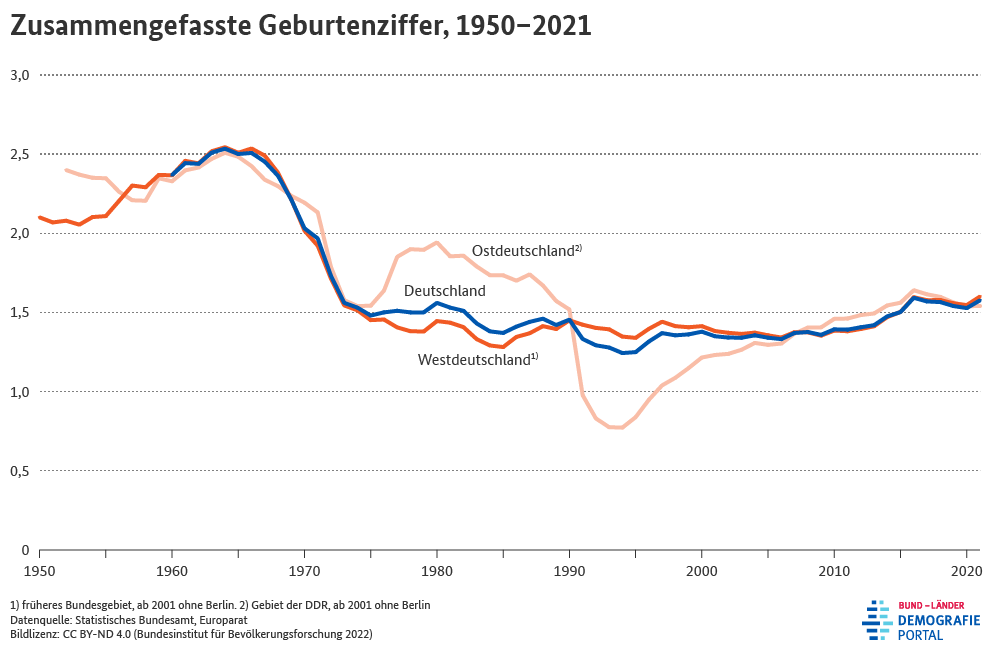 Zusammengefasste Geburtenziffer, 1950–2021
3,0
2,5
2,0
1,5
1,0
0,5
0
Ostdeutschland²⁾
Deutschland
Westdeutschland¹⁾
1950 1960 1970 1980 1990 2000 2010 2020
1) früheres Bundesgebiet, ab 2001 ohne Berlin. 2) Gebiet der DDR, ab 2001 ohne Berlin
Datenquelle: Statistisches Bundesamt, Europarat
Bildlizenz: CC BY-ND 4.0 (Bundesinstitut für Bevölkerungsforschung 2022)
BUND–LÄNDER
DEMOGRAFIE
PORTAL